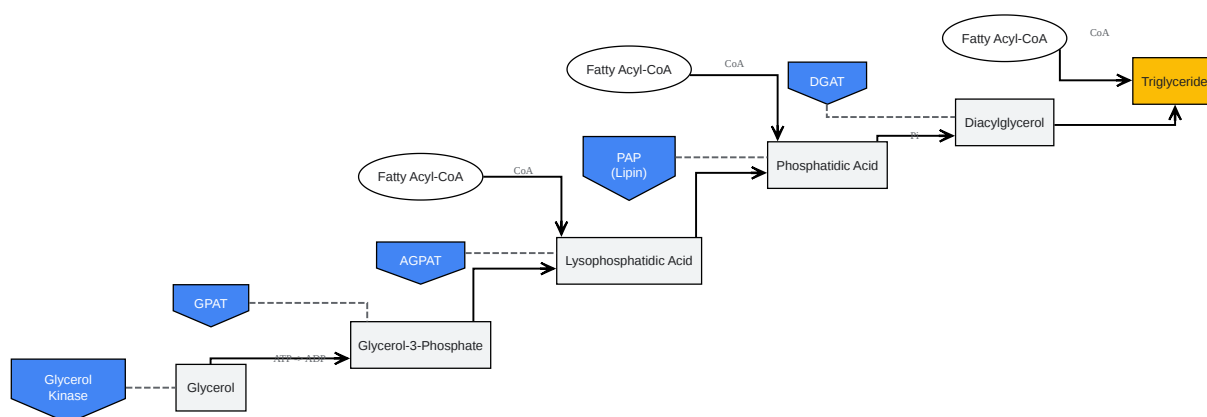 Fatty Acyl-CoA
CoA
Fatty Acyl-CoA
CoA
DGAT
Triglyceride
Diacylglycerol
Pi
PAP
(Lipin)
Phosphatidic Acid
Fatty Acyl-CoA
CoA
AGPAT
Lysophosphatidic Acid
GPAT
Glycerol-3-Phosphate
ATP -> ADP
Glycerol
Kinase
Glycerol